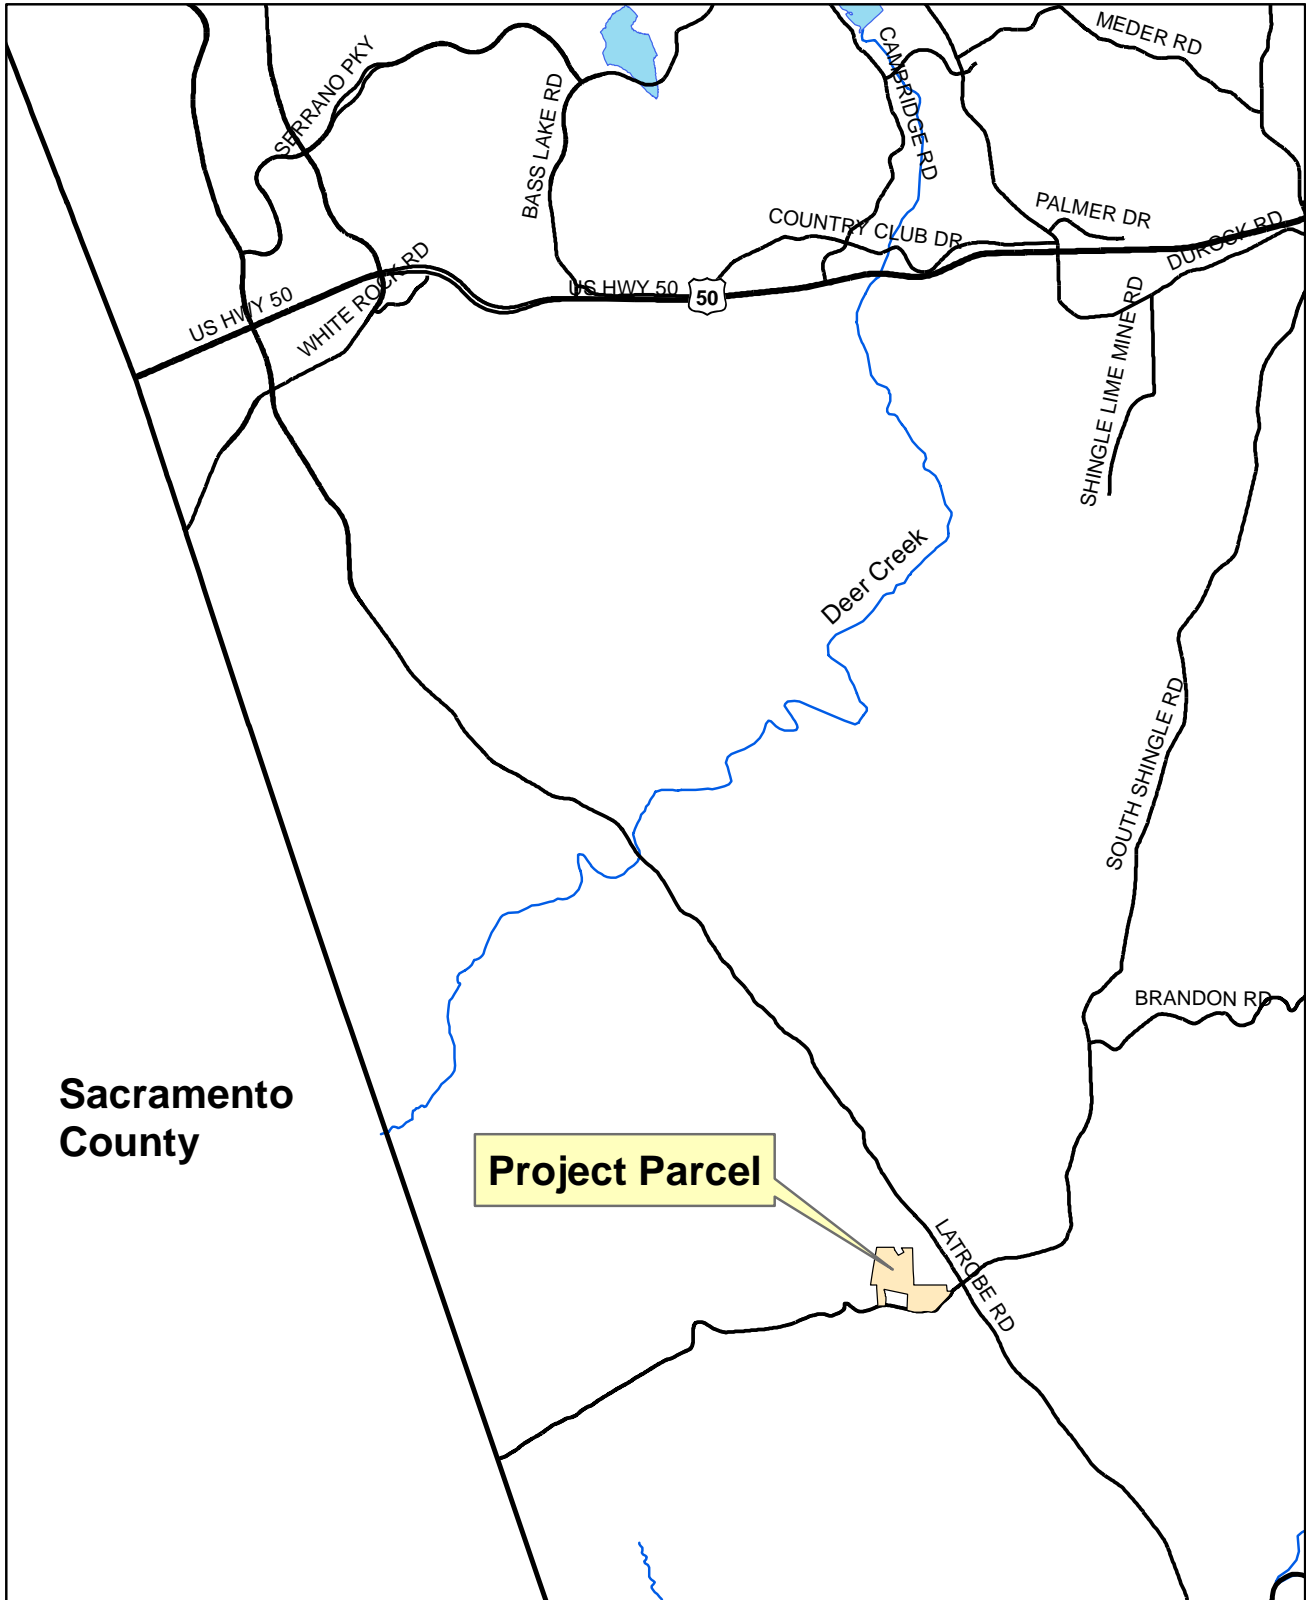 MEDER RD
SERRANO PKY
CAMBRIDGE RD
BASS LAKE RD
PALMER DR
COUNTRY CLUB DR
DUROCK RD
WHITE ROCK RD
US HWY 50
US HWY 50
50
SHINGLE LIME MINE RD
Deer Creek
SOUTH SHINGLE RD
BRANDON RD
Sacramento
County
Project Parcel
LATROBE RD